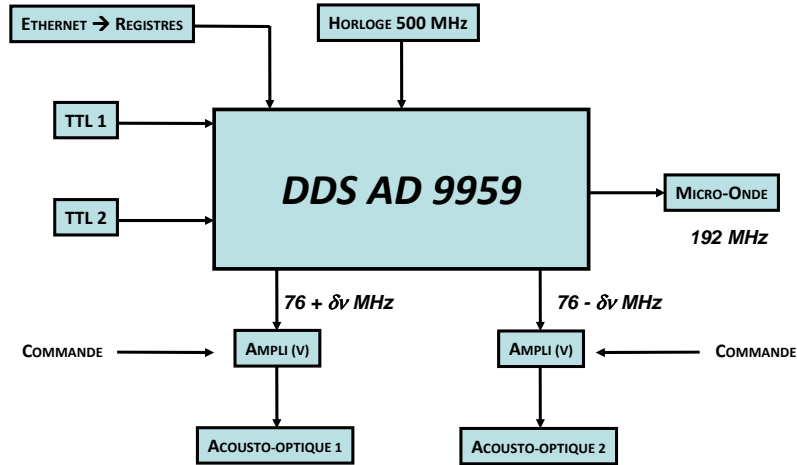 ETHERNET → REGISTRES
HORLOGE 500 MHZ
TTL 1
DDS AD 9959
TTL 2
MICRO-ONDE
192 MHz
76 + δν MHz
76 - δν MHz
COMMANDE
AMPLI (V)
AMPLI (V)
COMMANDE
ACOUSTO-OPTIQUE 1
ACOUSTO-OPTIQUE 2